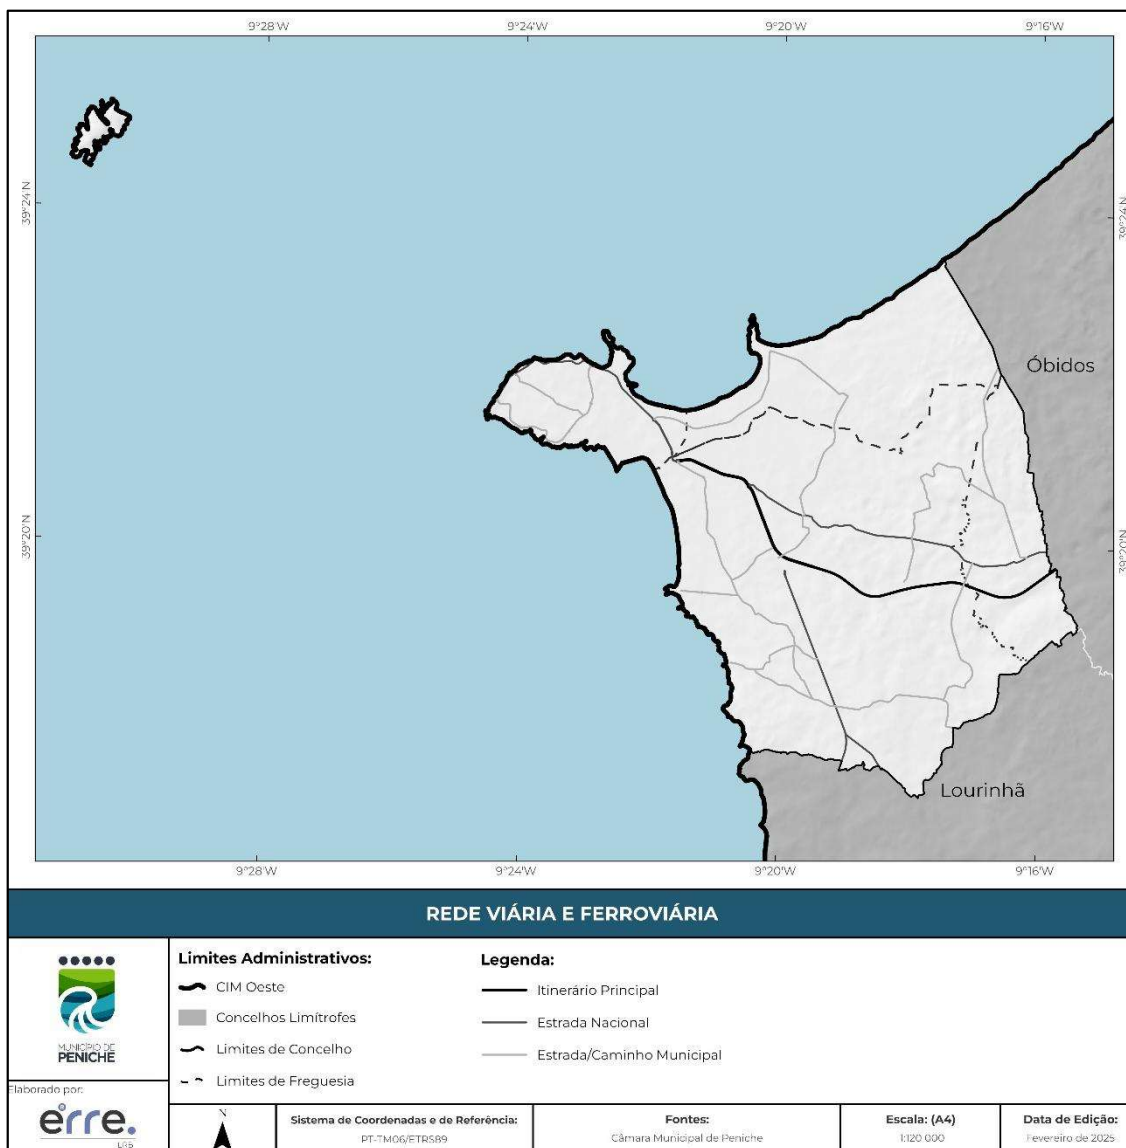 9°28'W 9°24'W 9°20'W 9°16'W
39°24'N 39°24'N
Óbidos
39°20'N 39°20'N
Lourinhã
9°28'W 9°24'W 9°20'W 9°16'W
REDE VIÁRIA E FERROVIÁRIA
MUNICÍPIO DE
PENICHE
Limites Administrativos:
CIM Oeste
Concelhos Limítrofes
Limites de Concelho
Limites de Freguesia
Legenda:
Itinerário Principal
Estrada Nacional
Estrada/Caminho Municipal
Elaborado por:
erre.
LRB
N
Sistema de Coordenadas e de Referência:
PT-TM06/ETRS89
Fontes:
Câmara Municipal de Peniche
Escala: (A4)
1:120 000
Data de Edição:
Fevereiro de 2025